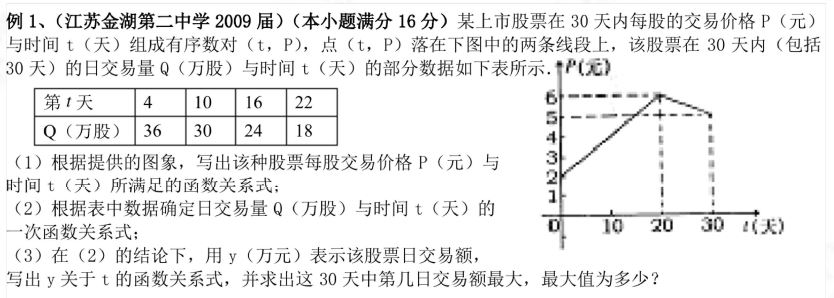 例 1、（江苏金湖第二中学 2009 届）（本小题满分 16 分）某上市股票在 30 天内每股的交易价格 P（元）
与时间 t（天）组成有序数对（t，P），点（t，P）落在下图中的两条线段上，该股票在 30 天内（包括
30 天）的日交易量 Q（万股）与时间 t（天）的部分数据如下表所示.
第 t 天 4 10 16 22
Q（万股） 36 30 24 18
P(元)
6
5
4
3
2
1
0 10 20 30 t(天)
（1）根据提供的图象，写出该种股票每股交易价格 P（元）与
时间 t（天）所满足的函数关系式；
（2）根据表中数据确定日交易量 Q（万股）与时间 t（天）的
一次函数关系式；
（3）在（2）的结论下，用 y（万元）表示该股票日交易额，
写出 y 关于 t 的函数关系式，并求出这 30 天中第几日交易额最大，最大值为多少？